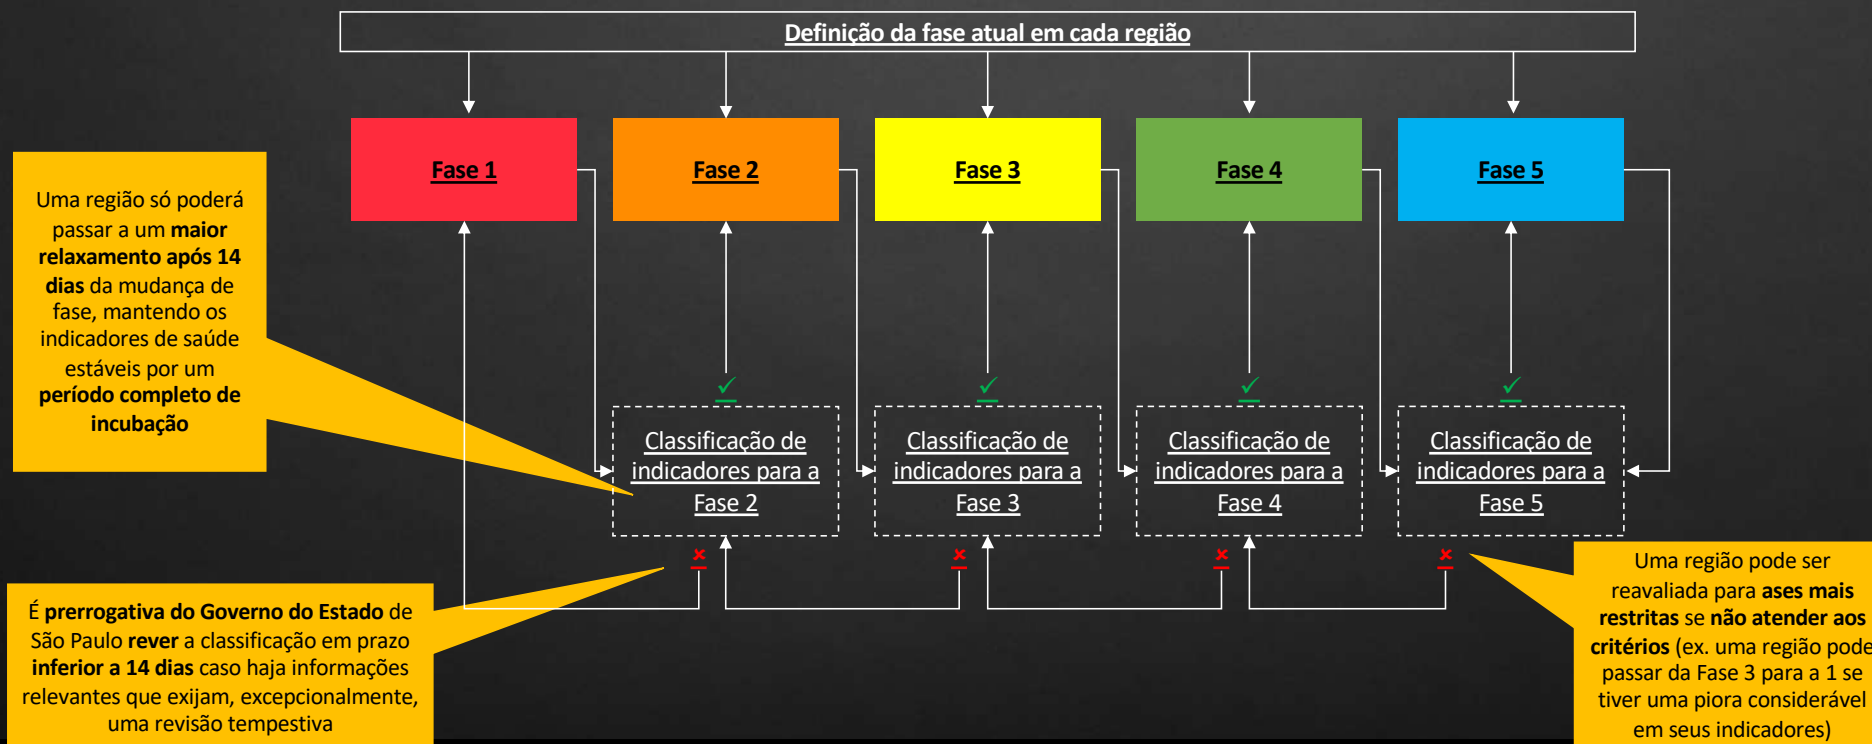 Definição da fase atual em cada região
Fase 1
Fase 2
Fase 3
Fase 4
Fase 5
Uma região só poderá
passar a um maior
relaxamento após 14
dias da mudança de
fase, mantendo os
indicadores de saúde
estáveis por um
período completo de
incubação
✓
✓
✓
✓
Classificação de
indicadores para a
Fase 2
Classificação de
indicadores para a
Fase 3
Classificação de
indicadores para a
Fase 4
Classificação de
indicadores para a
Fase 5
×
×
×
×
É prerrogativa do Governo do Estado de
São Paulo rever a classificação em prazo
inferior a 14 dias caso haja informações
relevantes que exijam, excepcionalmente,
uma revisão tempestiva
Uma região pode ser
reavaliada para ases mais
restritas se não atender aos
critérios (ex. uma região pode
passar da Fase 3 para a 1 se
tiver uma piora considerável
em seus indicadores)